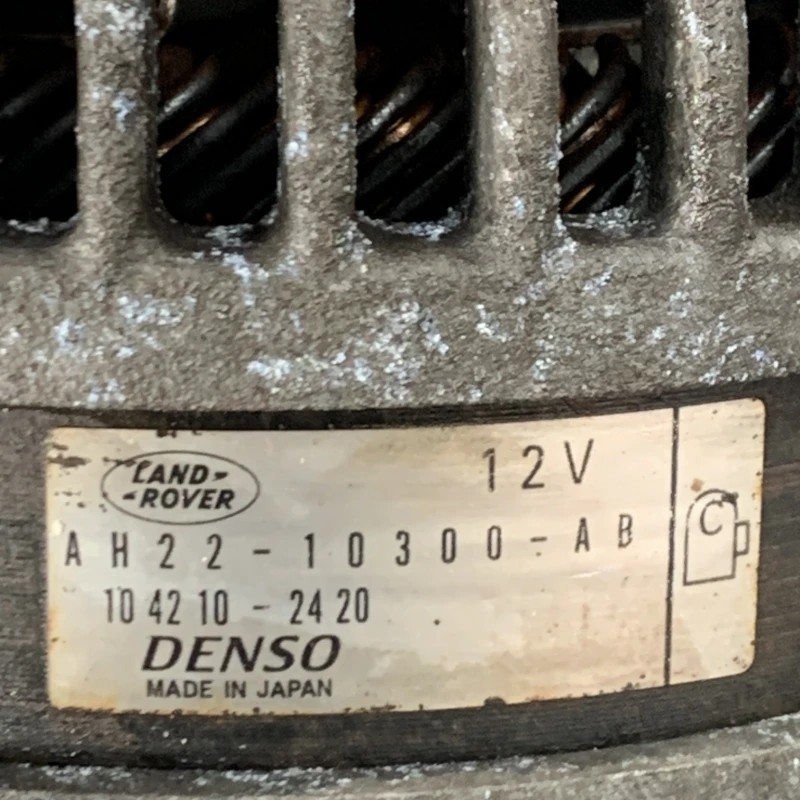 LAND-
-ROVER
12V
AH22-10300-AB
C
104210-2420
DENSO
MADE IN JAPAN